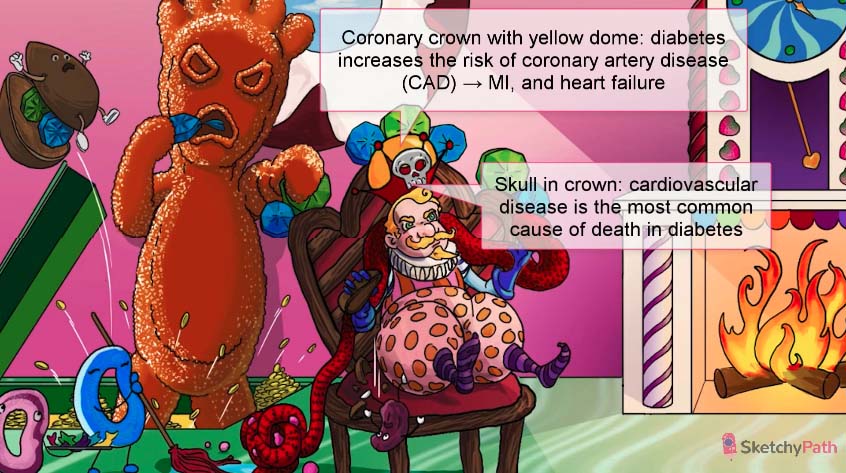 Coronary crown with yellow dome: diabetes
increases the risk of coronary artery disease
(CAD) → MI, and heart failure
Skull in crown: cardiovascular
disease is the most common
cause of death in diabetes
SketchyPath